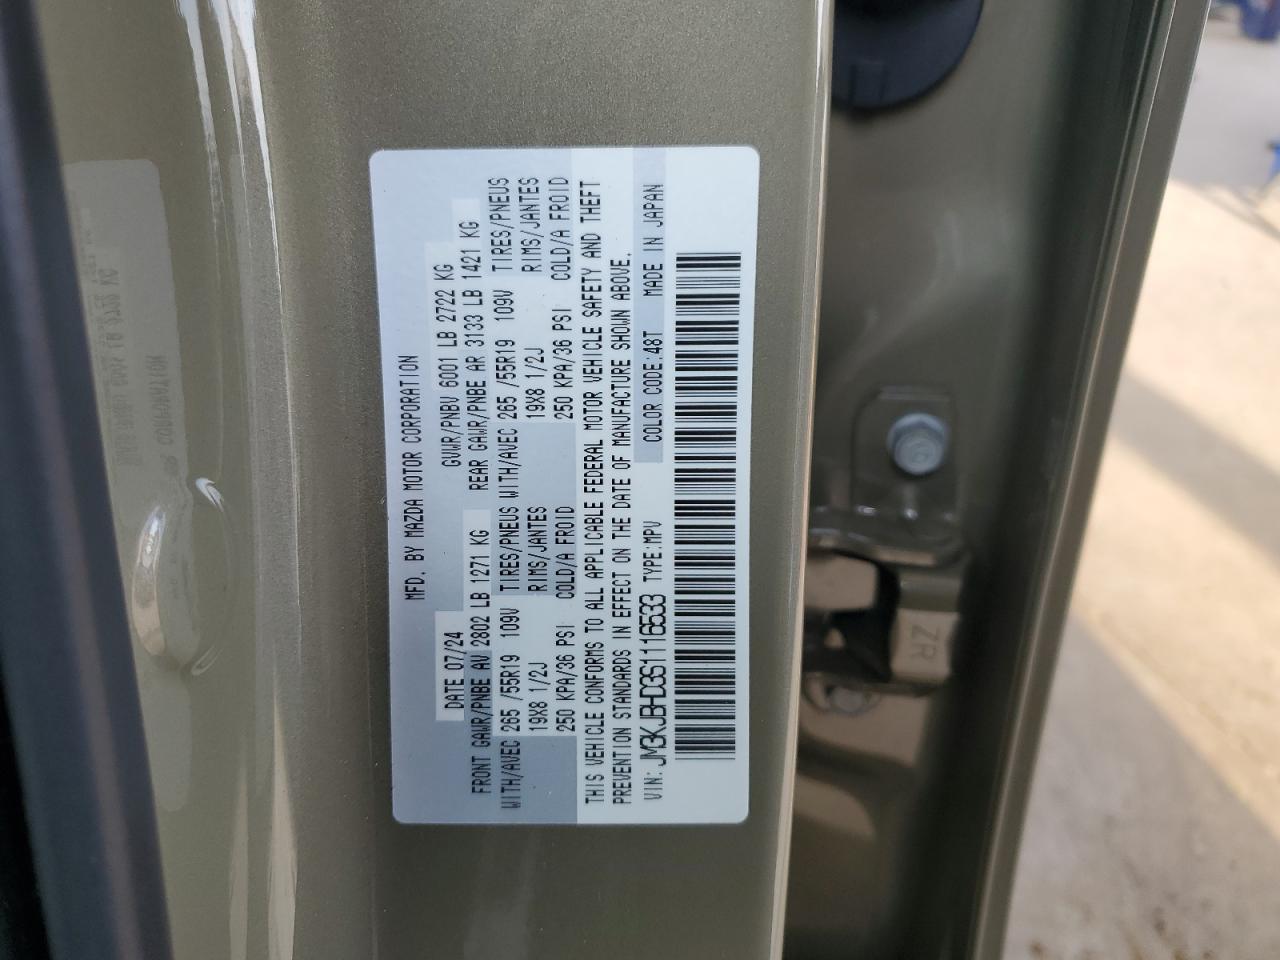 MFD. BY MAZDA MOTOR CORPORATION
DATE 07/24 GVWR/PNBV 6001 LB 2722 KG
FRONT GAWR/PNBE AV 2802 LB 1271 KG REAR GAWR/PNBE AR 3133 LB 1421 KG
WITH/AVEC 265 /55R19 109V TIRES/PNEUS WITH/AVEC 265 /55R19 109V TIRES/PNEUS
19X8 1/2J RIMS/JANTES 19X8 1/2J RIMS/JANTES
250 KPA/36 PSI COLD/A FROID 250 KPA/36 PSI COLD/A FROID
THIS VEHICLE CONFORMS TO ALL APPLICABLE FEDERAL MOTOR VEHICLE SAFETY AND THEFT
PREVENTION STANDARDS IN EFFECT ON THE DATE OF MANUFACTURE SHOWN ABOVE.
VIN: JM3KJBHD3S1116533 TYPE:MPV COLOR CODE:48T MADE IN JAPAN
ZR